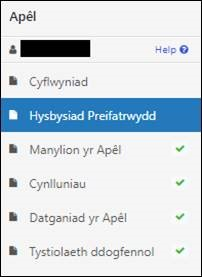 Apêl
Help
Cyflwyniad
Hysbysiad Preifatrwydd
Manylion yr Apêl
Cynlluniau
Datganiad yr Apêl
Tystiolaeth ddogfennol